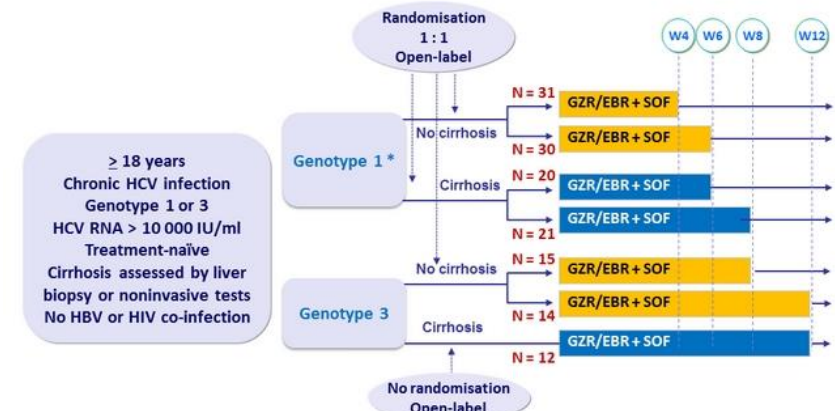 Randomisation
1 : 1
Open-label
W4
W6
W8
W12
≥ 18 years
Chronic HCV infection
Genotype 1 or 3
HCV RNA > 10 000 IU/ml
Treatment-naïve
Cirrhosis assessed by liver
biopsy or noninvasive tests
No HBV or HIV co-infection
Genotype 1 *
No cirrhosis
N = 31
GZR/EBR + SOF
N = 30
GZR/EBR + SOF
Cirrhosis
N = 20
GZR/EBR + SOF
N = 21
GZR/EBR + SOF
Genotype 3
No cirrhosis
N = 15
GZR/EBR + SOF
N = 14
GZR/EBR + SOF
Cirrhosis
N = 12
GZR/EBR + SOF
No randomisation
Open-label